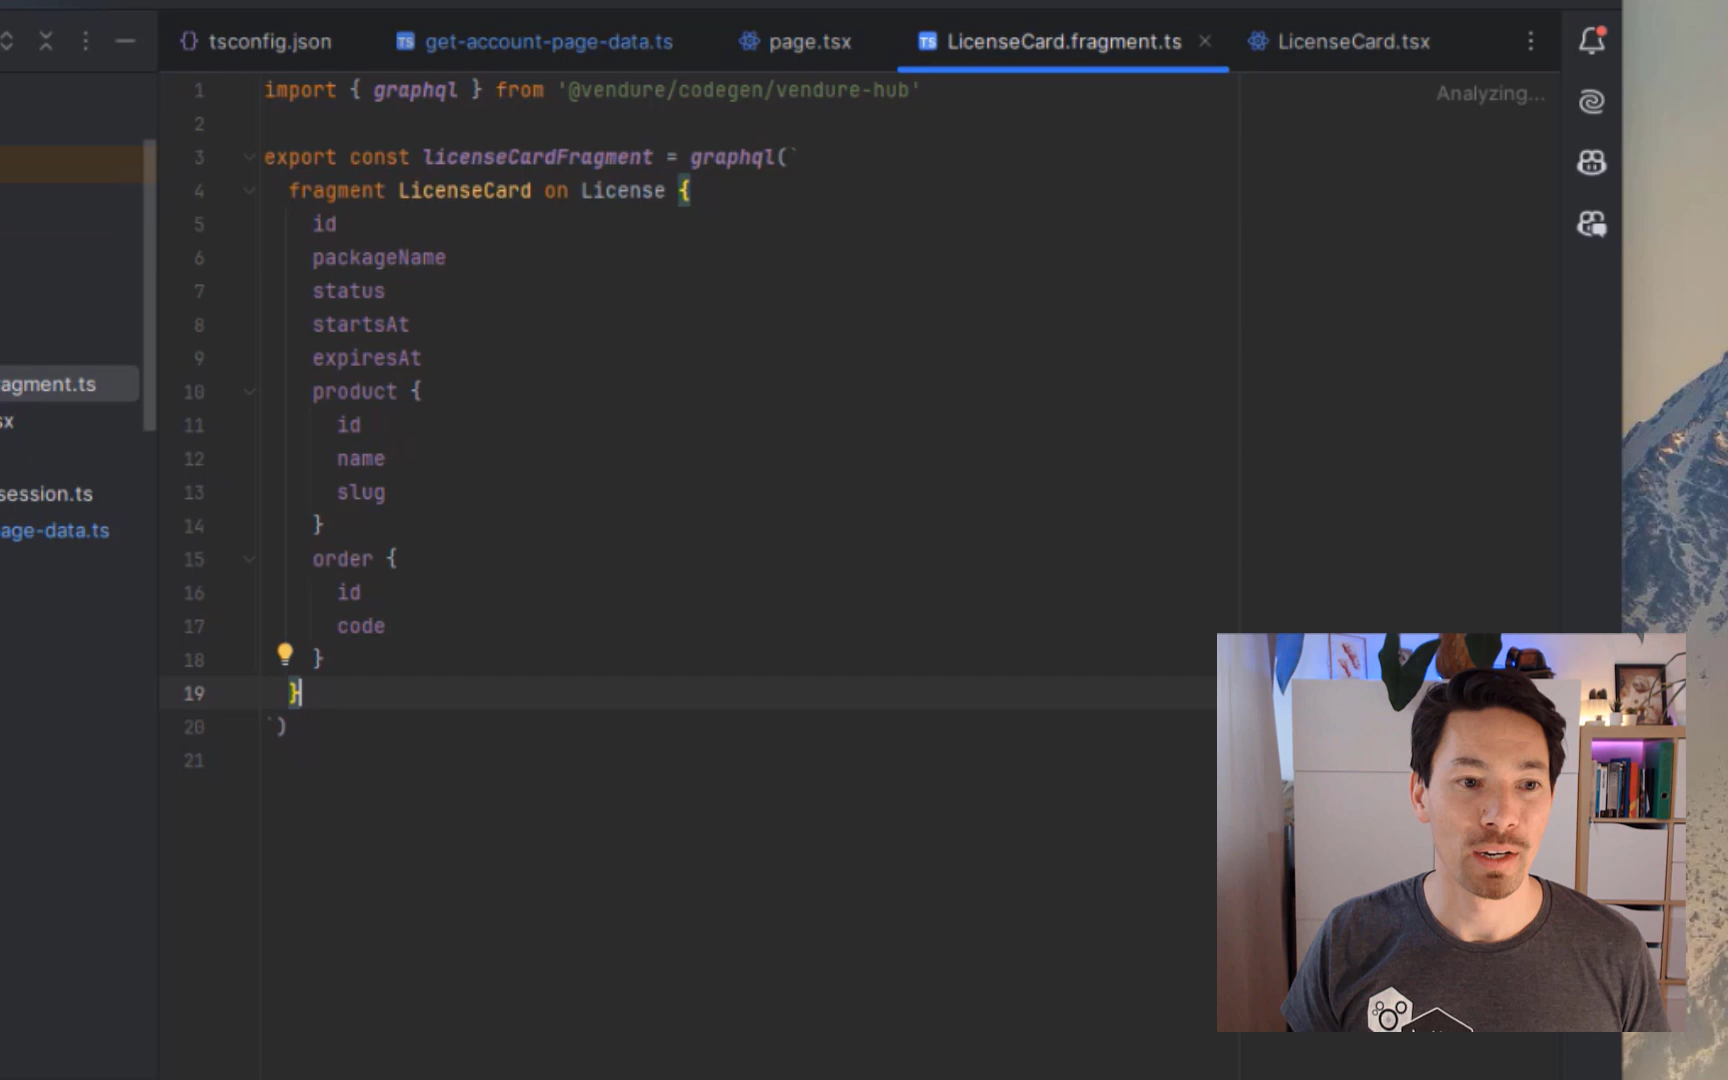 tsconfig.json
get-account-page-data.ts
page.tsx
LicenseCard.fragment.ts
LicenseCard.tsx
Analyzing...
agment.ts
sx
session.ts
age-data.ts
1 import { graphql } from '@vendure/codegen/vendure-hub'
2
3 export const licenseCardFragment = graphql(`
4 fragment LicenseCard on License {
5 id
6 packageName
7 status
8 startsAt
9 expiresAt
10 product {
11 id
12 name
13 slug
14 }
15 order {
16 id
17 code
18 }
19 }
20 `)
21